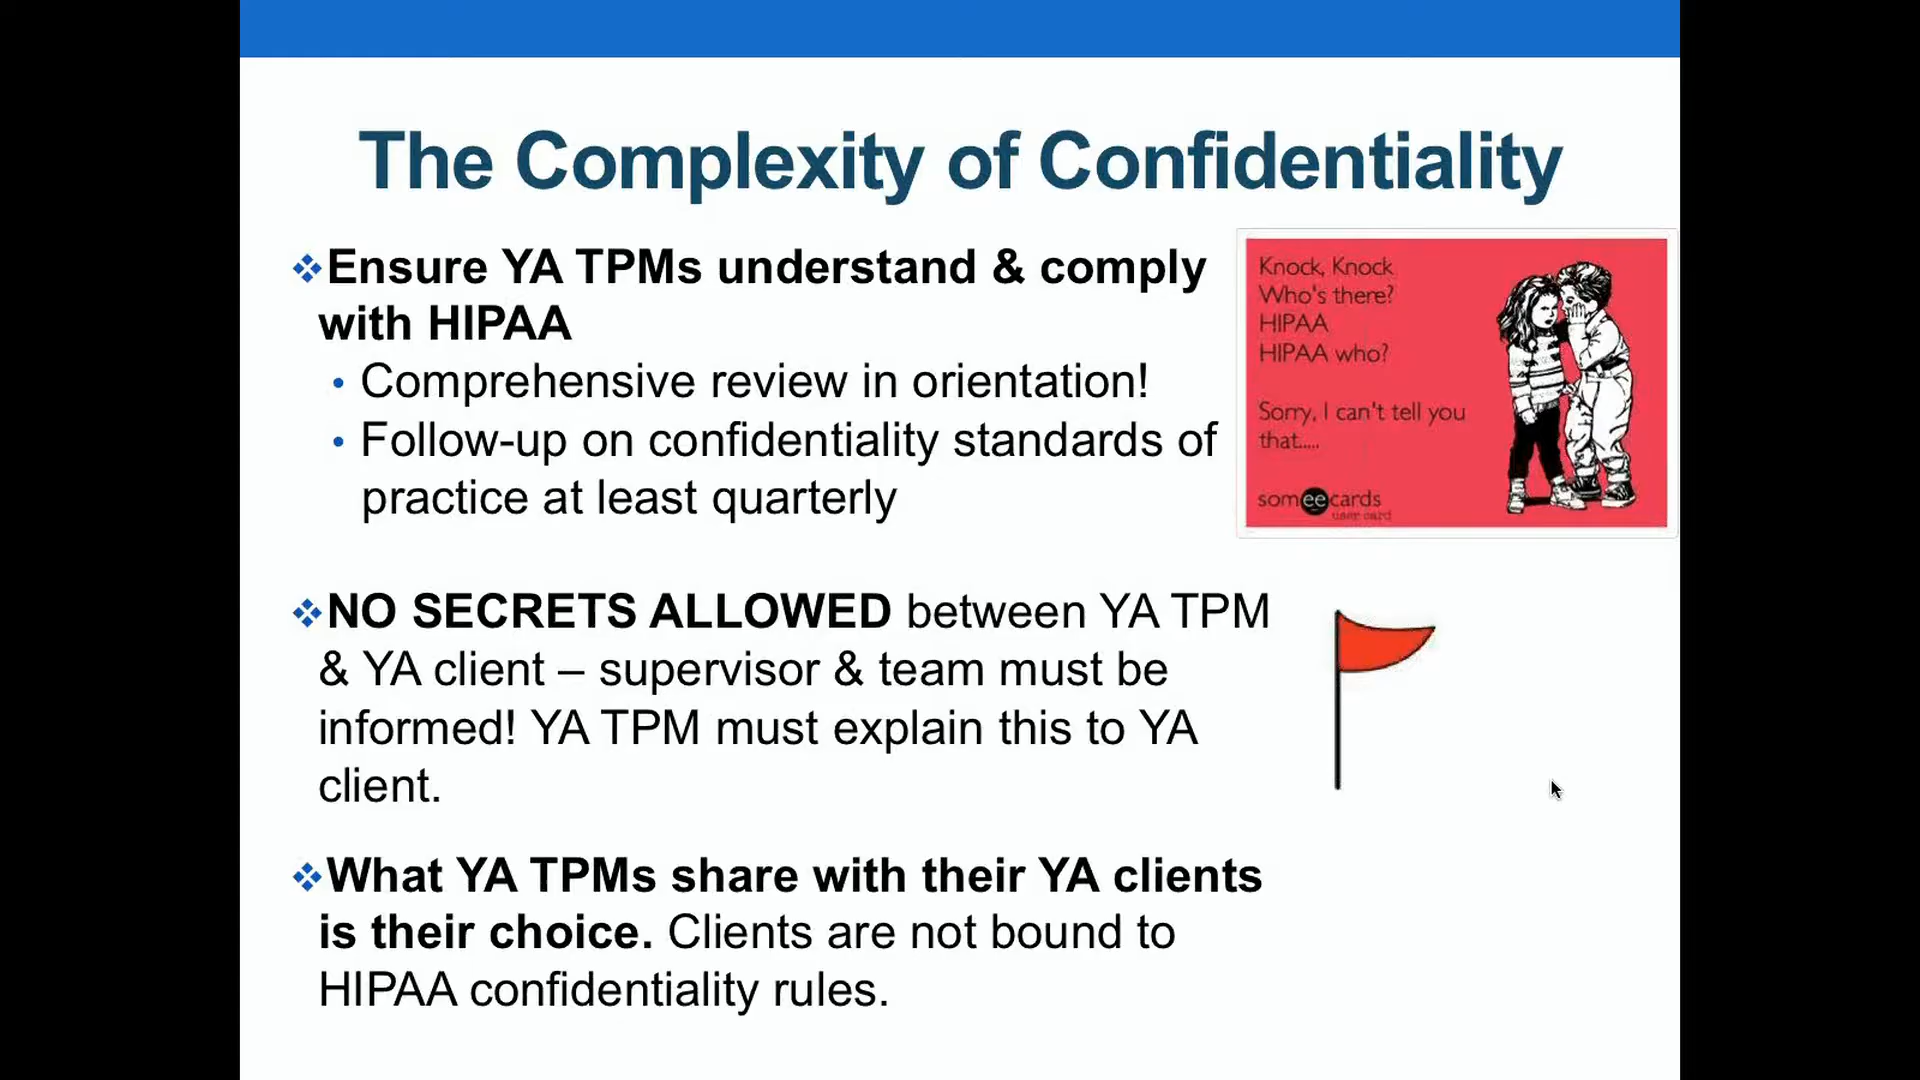 The Complexity of Confidentiality
Ensure YA TPMs understand & comply
with HIPAA
• Comprehensive review in orientation!
• Follow-up on confidentiality standards of
practice at least quarterly
NO SECRETS ALLOWED between YA TPM
& YA client – supervisor & team must be
informed! YA TPM must explain this to YA
client.
What YA TPMs share with their YA clients
is their choice. Clients are not bound to
HIPAA confidentiality rules.
Knock, Knock
Who's there?
HIPAA
HIPAA who?
Sorry, I can't tell you
that.....
someecards
user card